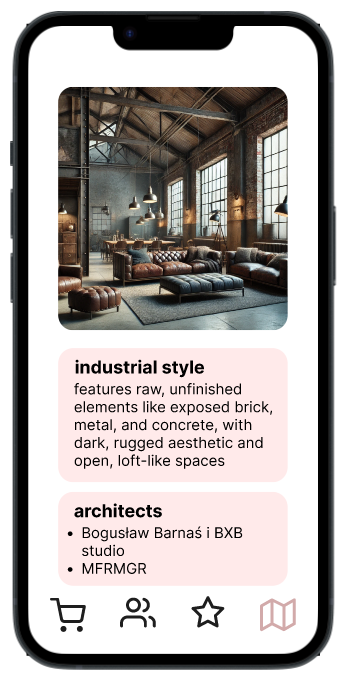 industrial style
features raw, unfinished
elements like exposed brick,
metal, and concrete, with
dark, rugged aesthetic and
open, loft-like spaces
architects
• Bogusław Barnaś i BXB
studio
• MFRMGR